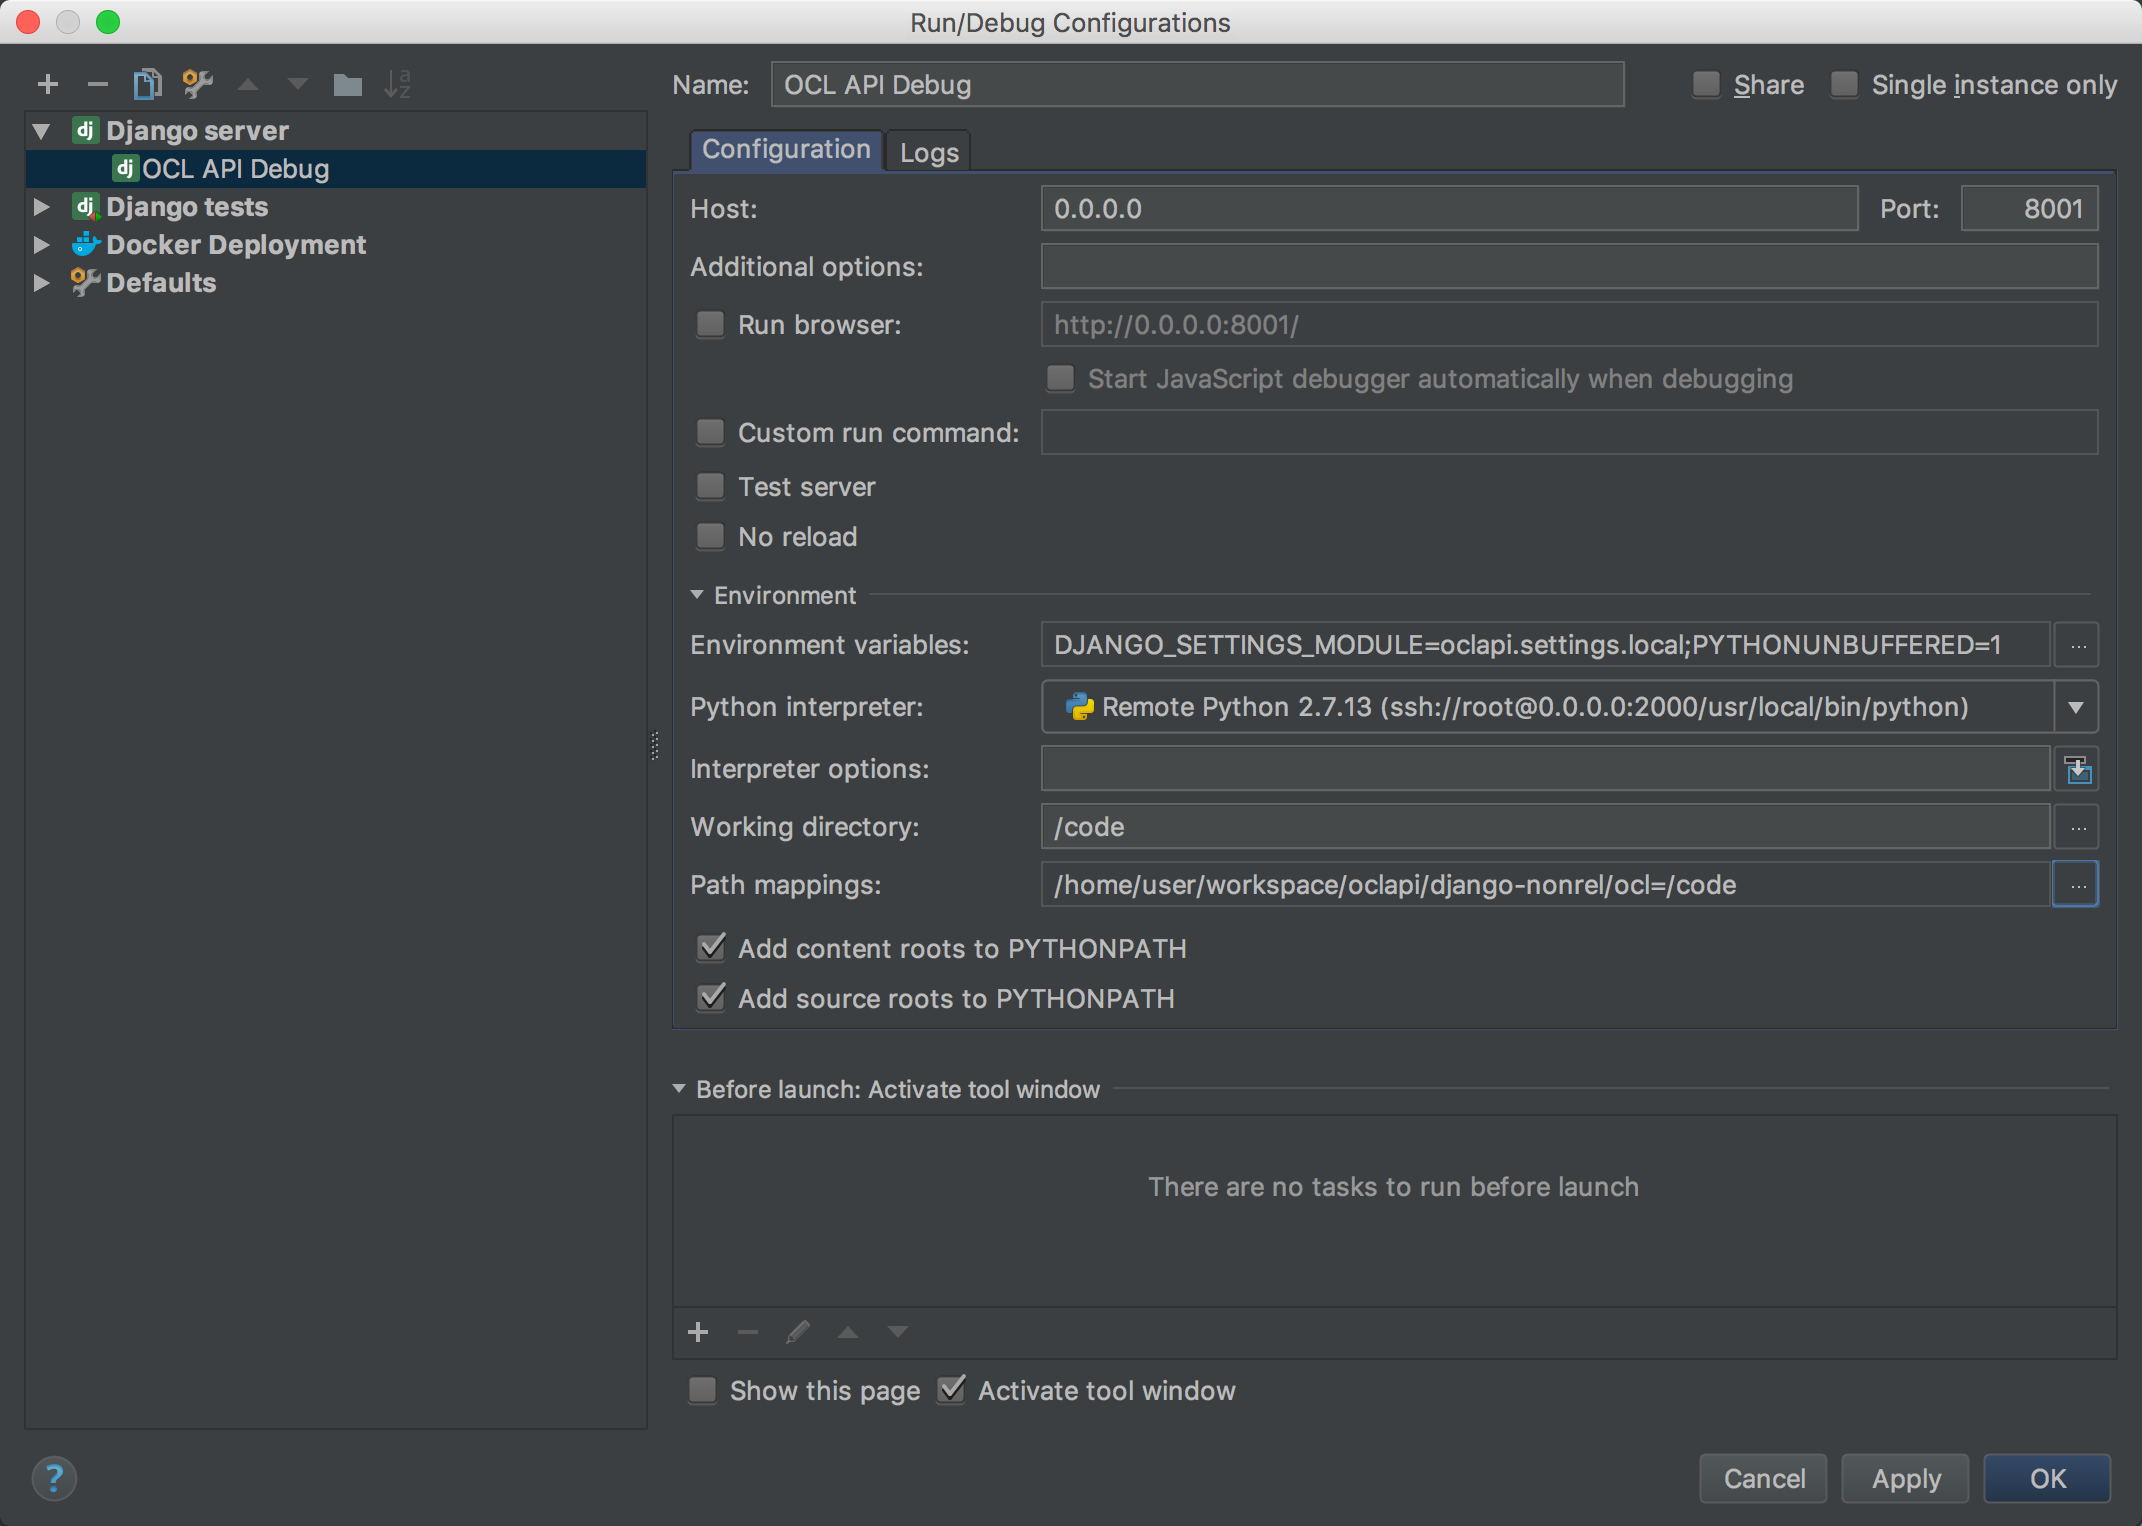 Run/Debug Configurations
Name: OCL API Debug Share Single instance only
dj Django server
dj OCL API Debug
dj Django tests
Docker Deployment
Defaults
Configuration Logs
Host: 0.0.0.0 Port: 8001
Additional options:
Run browser: http://0.0.0.0:8001/
Start JavaScript debugger automatically when debugging
Custom run command:
Test server
No reload
Environment
Environment variables: DJANGO_SETTINGS_MODULE=oclapi.settings.local;PYTHONUNBUFFERED=1 ...
Python interpreter: Remote Python 2.7.13 (ssh://root@0.0.0.0:2000/usr/local/bin/python)
Interpreter options:
Working directory: /code ...
Path mappings: /home/user/workspace/oclapi/django-nonrel/ocl=/code ...
Add content roots to PYTHONPATH
Add source roots to PYTHONPATH
Before launch: Activate tool window
There are no tasks to run before launch
Show this page Activate tool window
? Cancel Apply OK